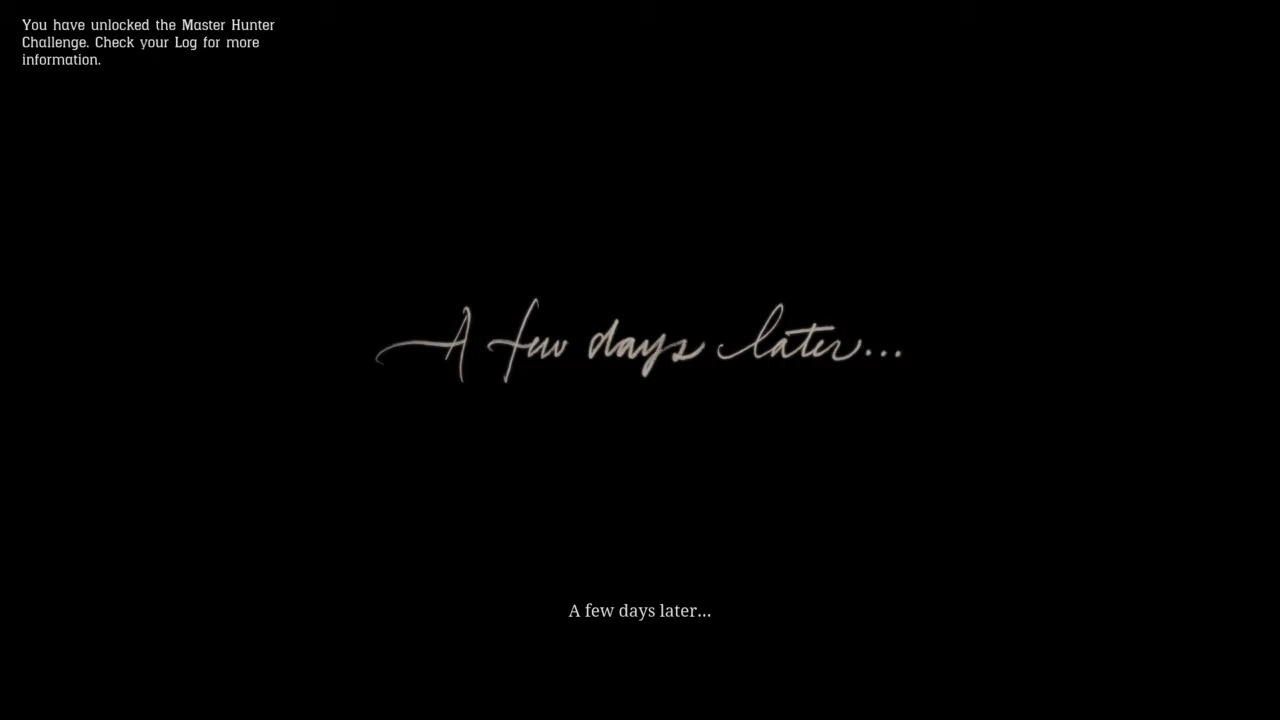 You have unlocked the Master Hunter
Challenge. Check your Log for more
information.
A few days later...
A few days later...